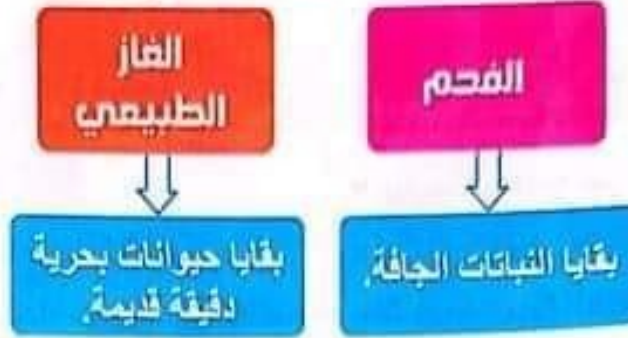 الفحم
الغاز
الطبيعي
بقايا النباتات الجافة.
بقايا حيوانات بحرية
دقيقة قديمة.